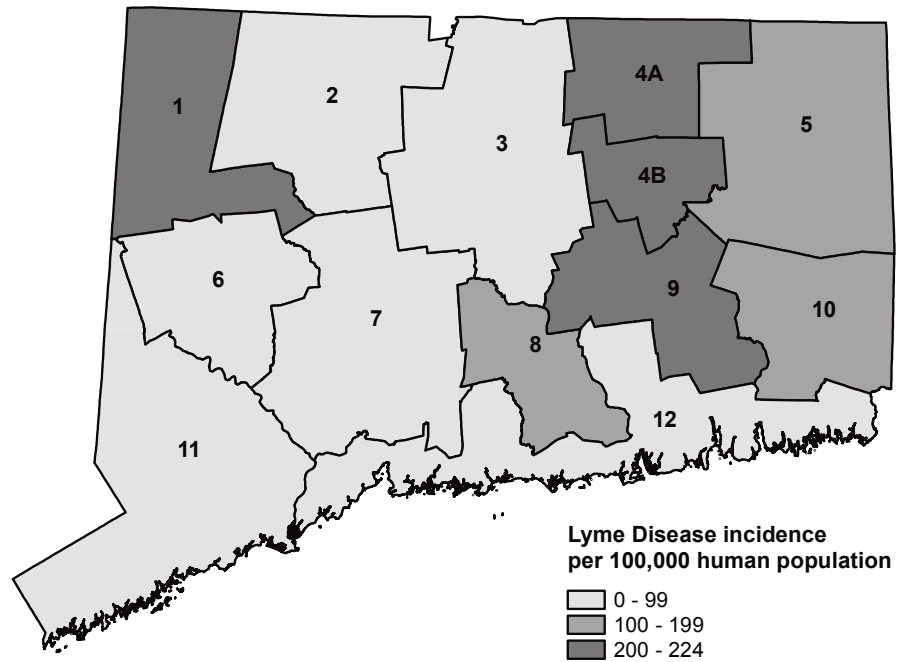 4A
1
2
5
3
4B
6
9
10
7
8
12
11
Lyme Disease incidence
per 100,000 human population
0 - 99
100 - 199
200 - 224